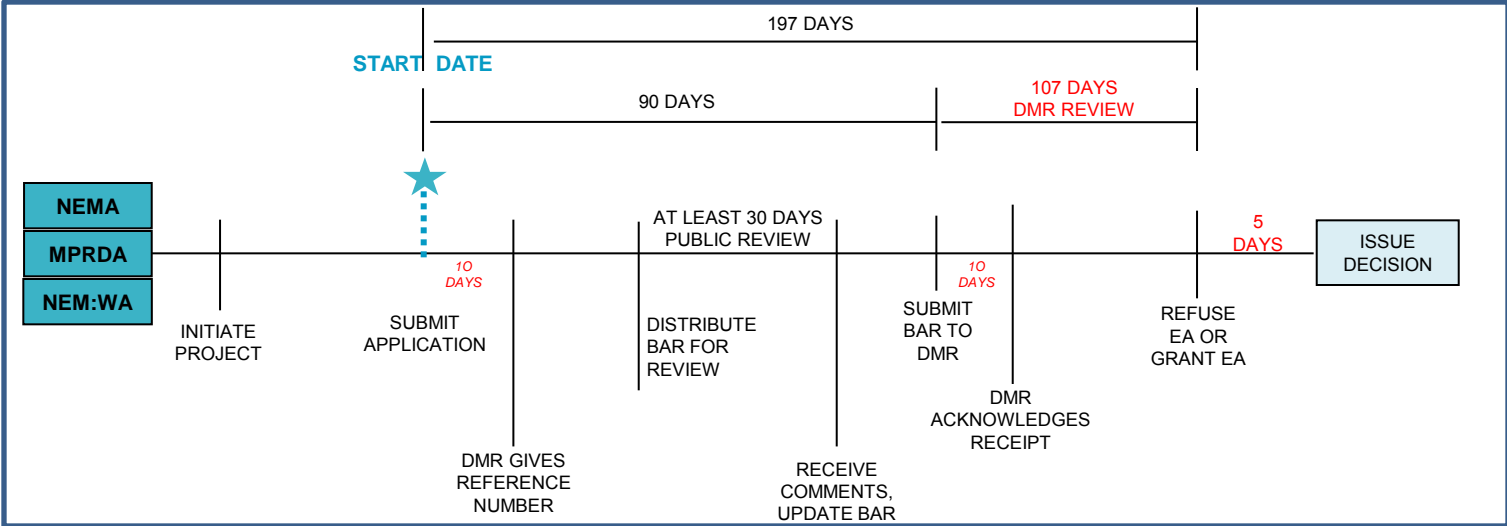 197 DAYS
START DATE
90 DAYS
107 DAYS
DMR REVIEW
NEMA
MPRDA
NEM:WA
INITIATE
PROJECT
SUBMIT
APPLICATION
1O
DAYS
DMR GIVES
REFERENCE
NUMBER
DISTRIBUTE
BAR FOR
REVIEW
AT LEAST 30 DAYS
PUBLIC REVIEW
RECEIVE
COMMENTS,
UPDATE BAR
SUBMIT
BAR TO
DMR
1O
DAYS
DMR
ACKNOWLEDGES
RECEIPT
REFUSE
EA OR
GRANT EA
5
DAYS
ISSUE
DECISION